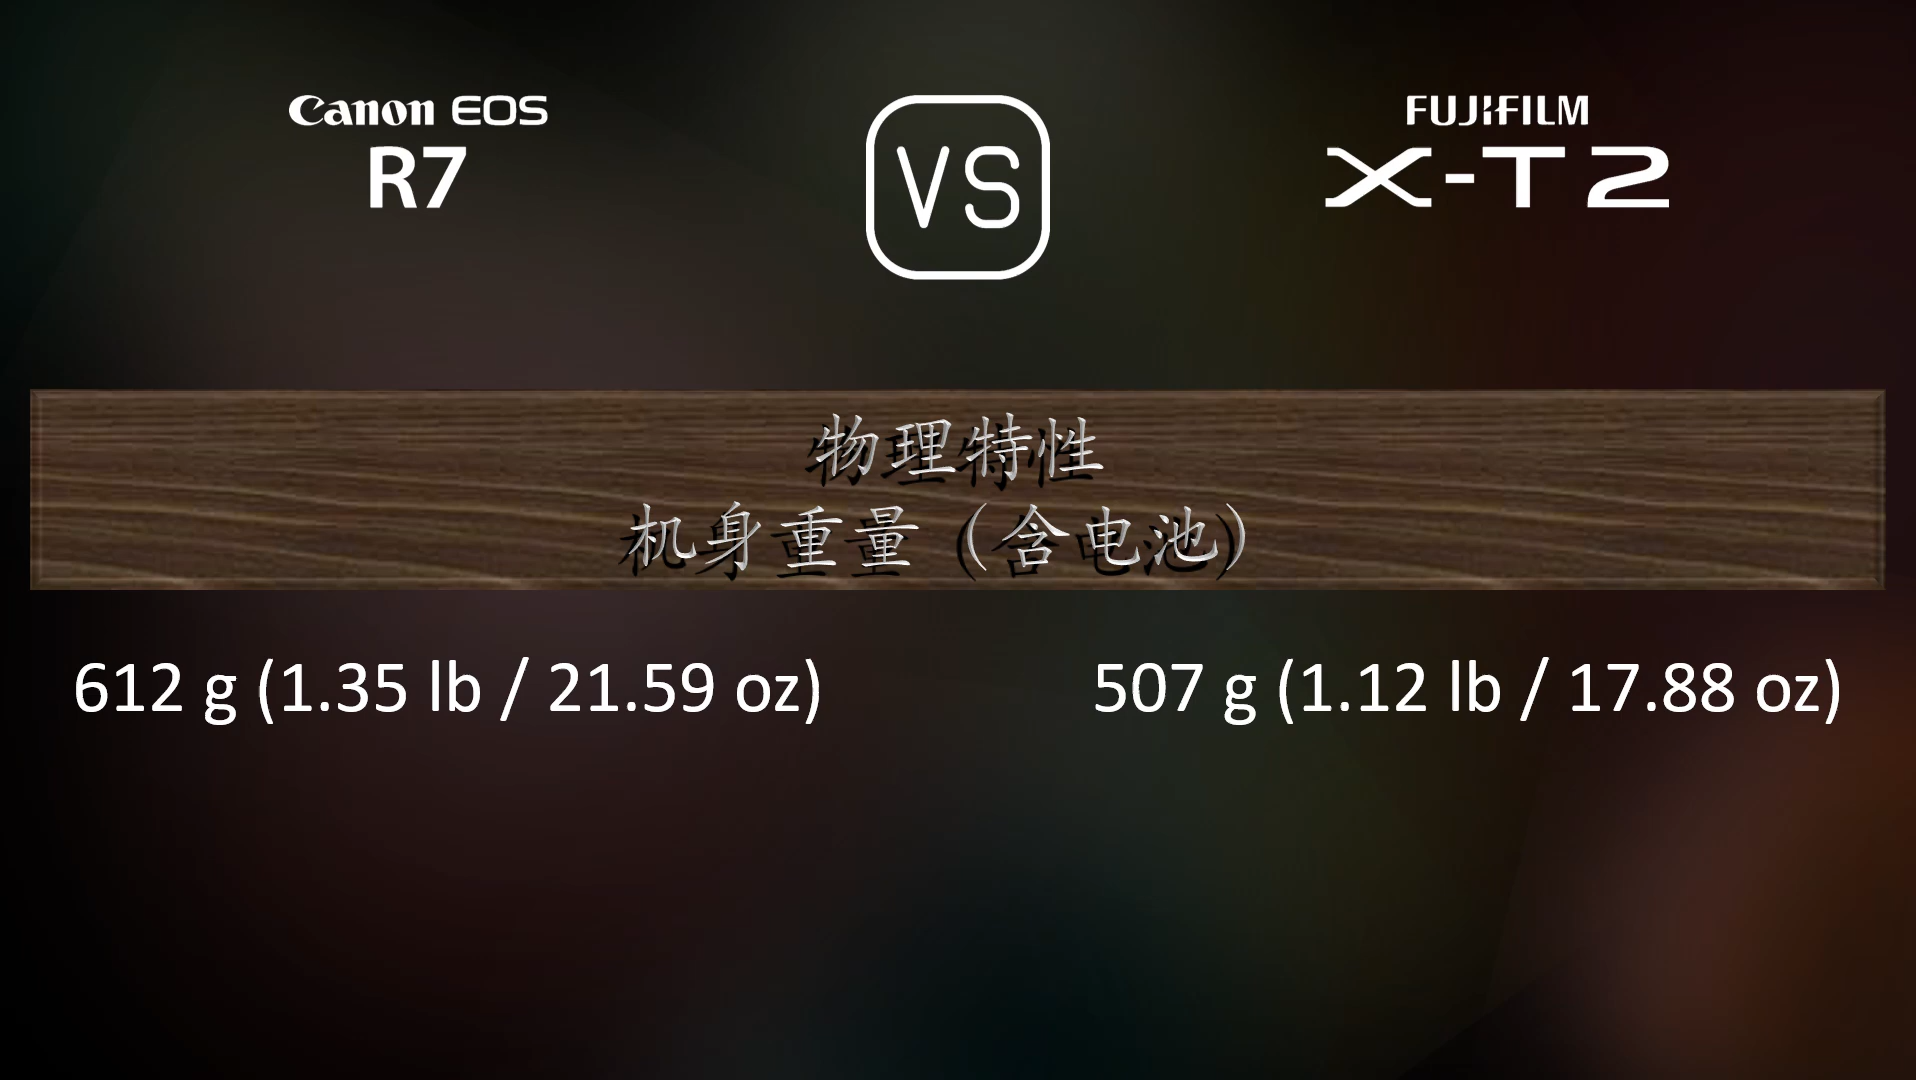 Canon EOS
R7
VS
FUJIFILM
X-T2
物理特性
机身重量（含电池）
612 g (1.35 lb / 21.59 oz)
507 g (1.12 lb / 17.88 oz)